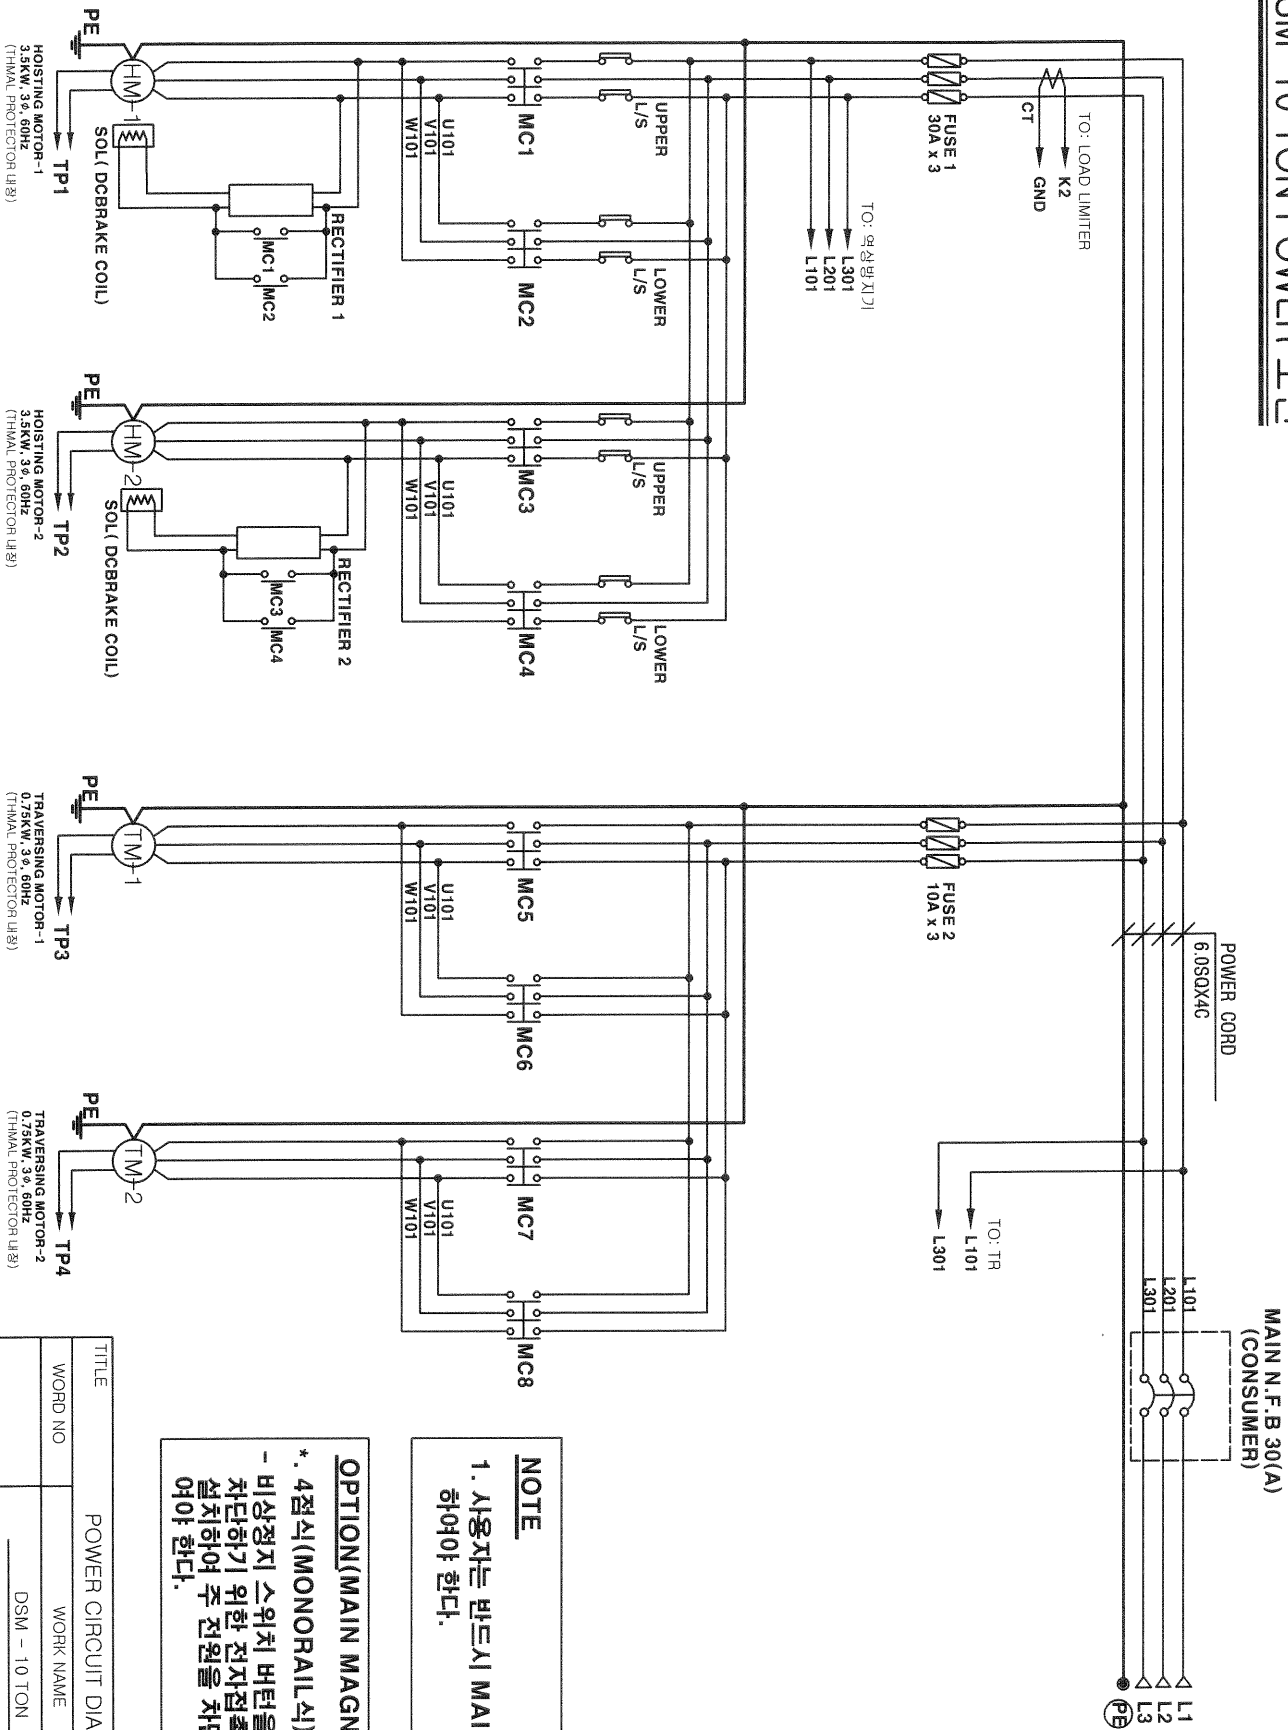 MAIN N.F.B 30(A)
(CONSUMER)
L1
L2
L3
PE
L101
L201
L301
POWER CORD
6.0SQX4C
TO: TR
L101
L301
TO: LOAD LIMITER
K2
GND
CT
FUSE 1
30A x 3
FUSE 2
10A x 3
TO: 역상방지기
L301
L201
L101
UPPER
L/S
LOWER
L/S
UPPER
L/S
LOWER
L/S
MC1
MC2
MC3
MC4
MC5
MC6
MC7
MC8
U101
V101
W101
U101
V101
W101
U101
V101
W101
U101
V101
W101
RECTIFIER 1
MC1
MC2
RECTIFIER 2
MC3
MC4
SOL( DCBRAKE COIL)
SOL( DCBRAKE COIL)
PE
HM-1
TP1
HOISTING MOTOR-1
3.5KW, 3Φ, 60Hz
(THMAL PROTECTOR 내장)
PE
HM-2
TP2
HOISTING MOTOR-2
3.5KW, 3Φ, 60Hz
(THMAL PROTECTOR 내장)
PE
TM-1
TP3
TRAVERSING MOTOR-1
0.75KW, 3Φ, 60Hz
(THMAL PROTECTOR 내장)
PE
TM-2
TP4
TRAVERSING MOTOR-2
0.75KW, 3Φ, 60Hz
(THMAL PROTECTOR 내장)
NOTE
1. 사용자는 반드시 MAI
하여야 한다.
OPTION(MAIN MAGN
*. 4점식(MONORAIL식)
- 비상정지 스위치 버턴을
차단하기 위한 전자접촉
설치하여 주 전원을 차단
여야 한다.
TITLE
POWER CIRCUIT DIA
WORD NO
WORK NAME
DSM - 10 TON